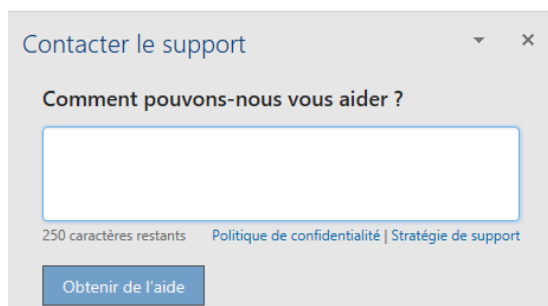 Contacter le support
Comment pouvons-nous vous aider ?
250 caractères restants Politique de confidentialité | Stratégie de support
Obtenir de l'aide